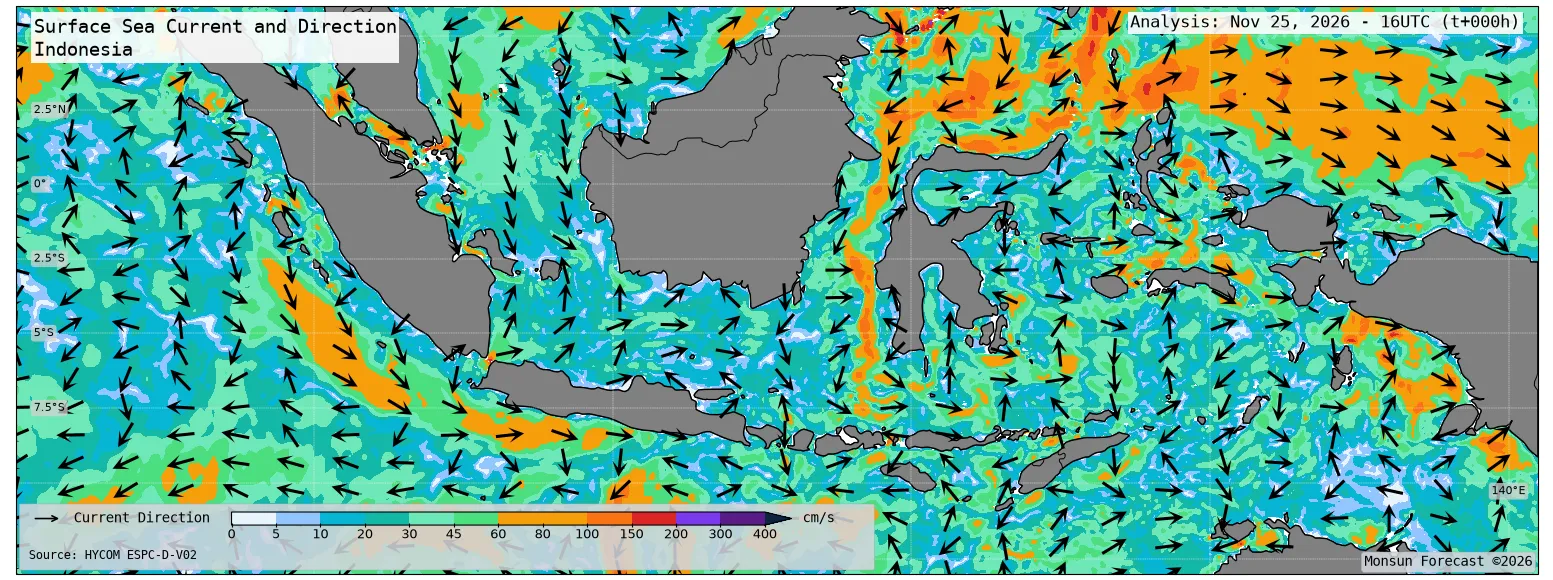 Surface Sea Current and Direction
Indonesia
Analysis: Nov 25, 2026 - 16UTC (t+000h)
2.5°N
0°
2.5°S
5°S
7.5°S
140°E
Current Direction
0 5 10 20 30 45 60 80 100 150 200 300 400 cm/s
Source: HYCOM ESPC-D-V02
Monsun Forecast ©2026